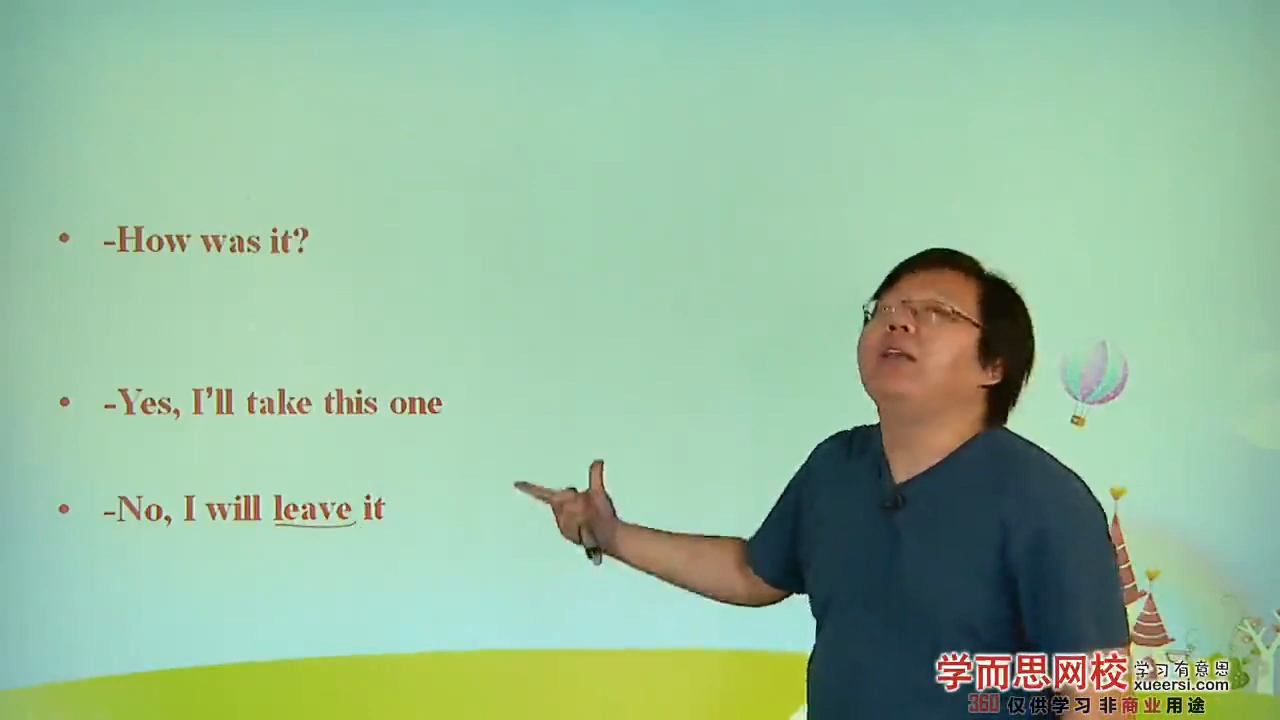 • -How was it?
• -Yes, I’ll take this one
• -No, I will leave it
学而思网校 学习有意思
xueersi.com
360 仅供学习 非商业用途